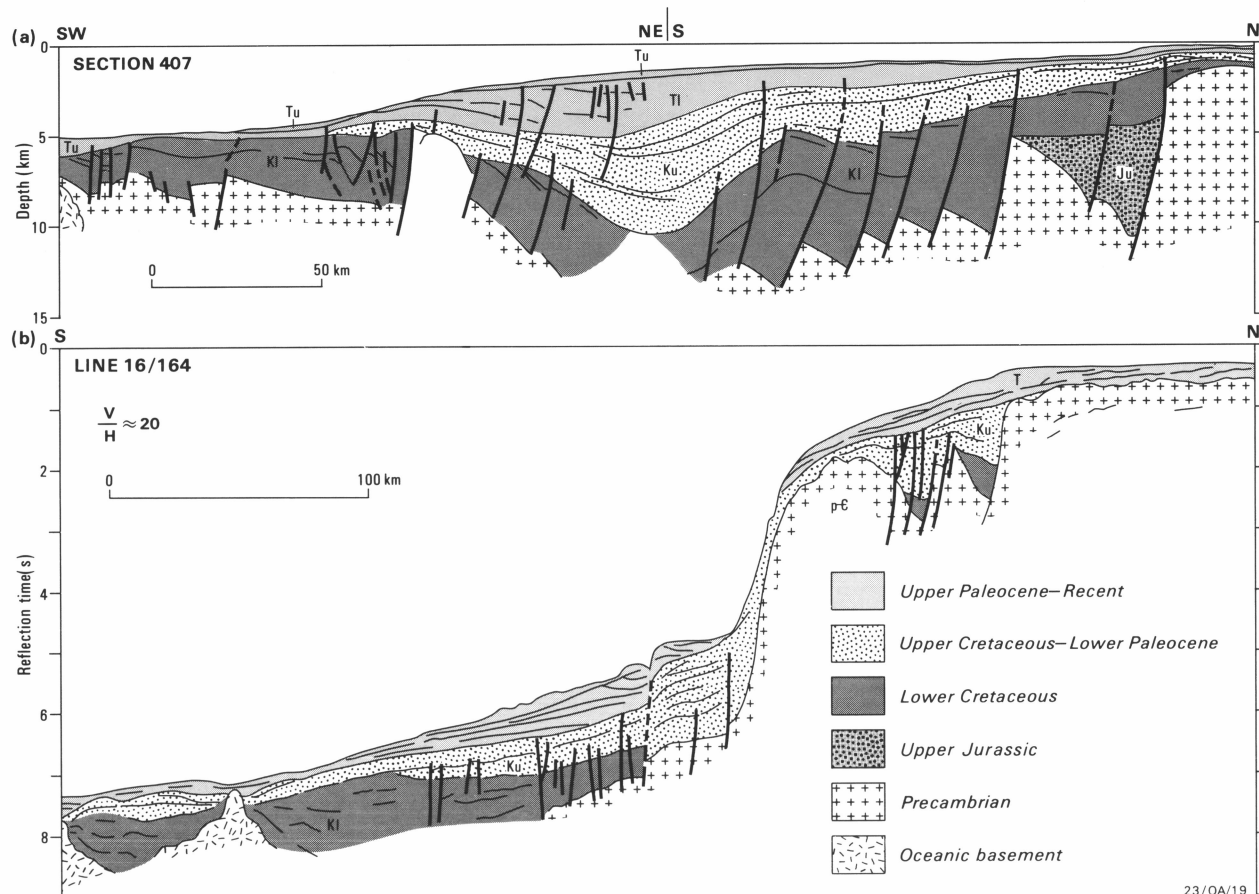 (a) SW NE S N
SECTION 407
Depth (km)
0
5
10
15
Tu
Tu
Tu
Tl
Kl
Ku
Kl
Ju
0 50 km
(b) S N
LINE 16/164
V/H ≈ 20
0 100 km
Reflection time(s)
0
2
4
6
8
T
Ku
p-Є
Ku
Kl
Upper Paleocene–Recent
Upper Cretaceous–Lower Paleocene
Lower Cretaceous
Upper Jurassic
Precambrian
Oceanic basement
23/OA/19